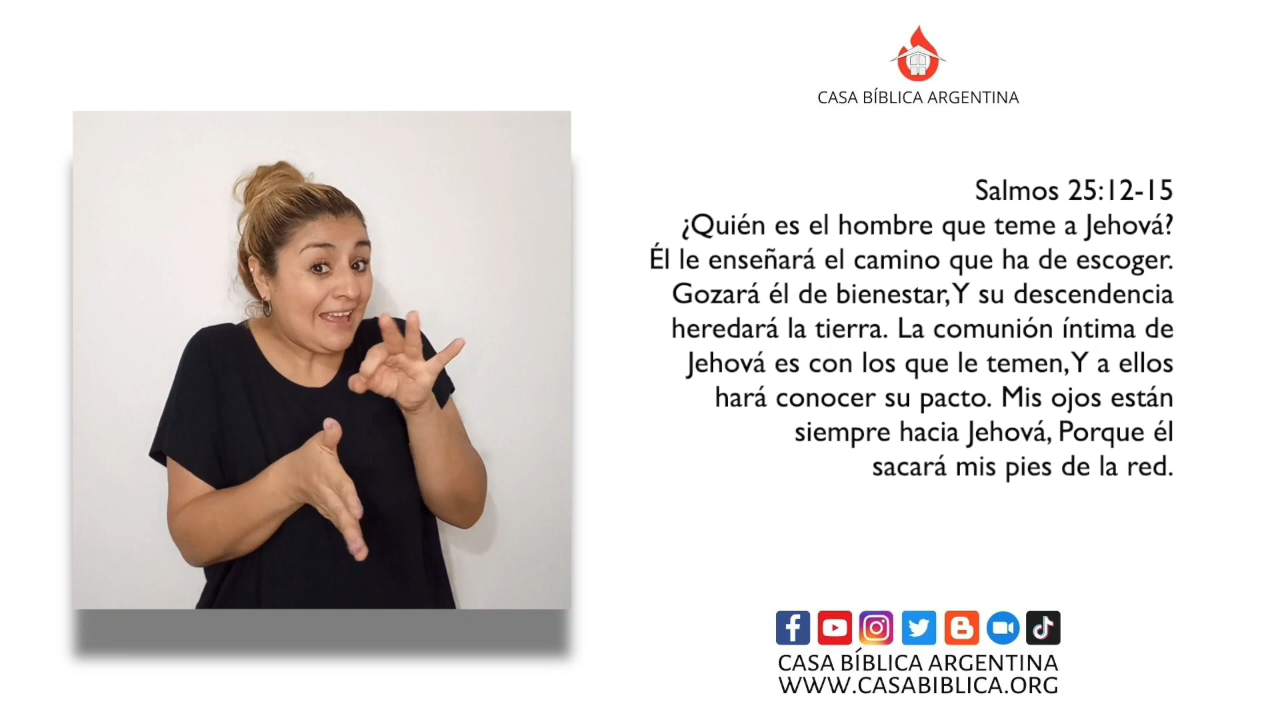 CASA BÍBLICA ARGENTINA
Salmos 25:12-15
¿Quién es el hombre que teme a Jehová?
Él le enseñará el camino que ha de escoger.
Gozará él de bienestar,Y su descendencia
heredará la tierra. La comunión íntima de
Jehová es con los que le temen,Y a ellos
hará conocer su pacto. Mis ojos están
siempre hacia Jehová, Porque él
sacará mis pies de la red.
CASA BÍBLICA ARGENTINA
WWW.CASABIBLICA.ORG